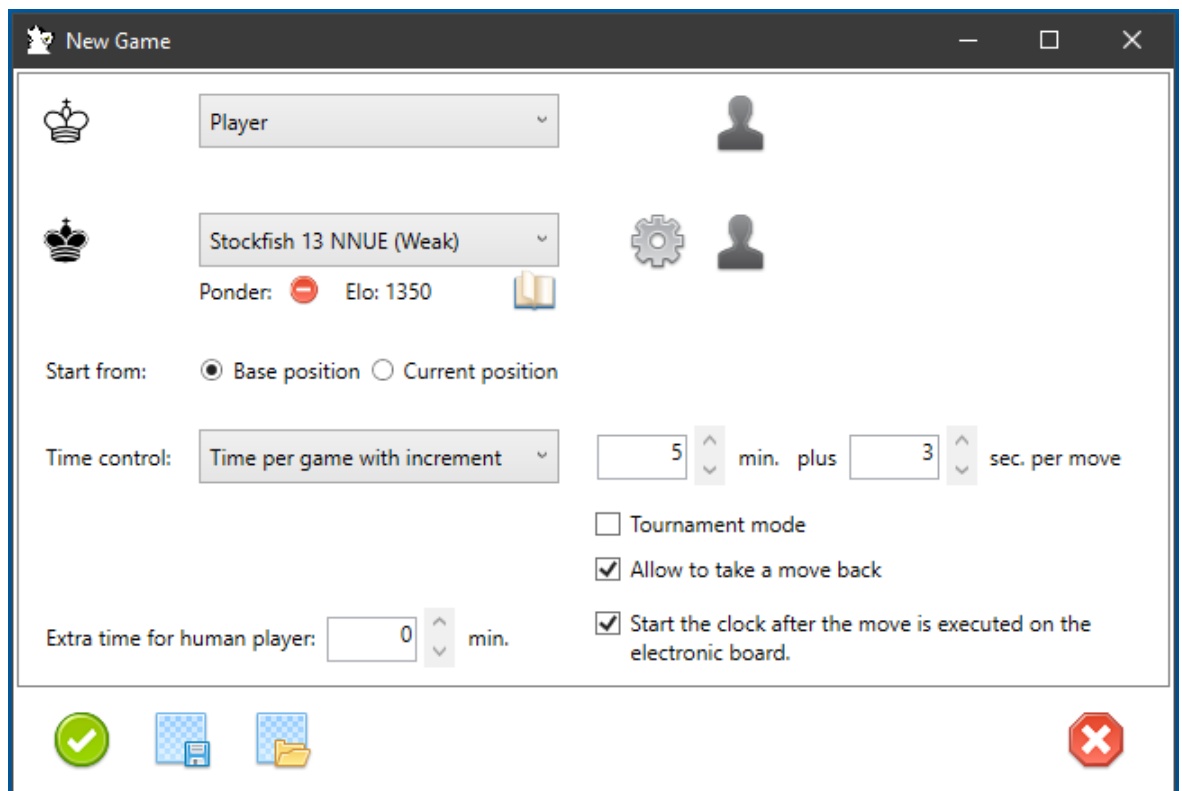 New Game
Player
Stockfish 13 NNUE (Weak)
Ponder: Elo: 1350
Start from: Base position Current position
Time control: Time per game with increment 5 min. plus 3 sec. per move
Tournament mode
Allow to take a move back
Extra time for human player: 0 min.
Start the clock after the move is executed on the
electronic board.